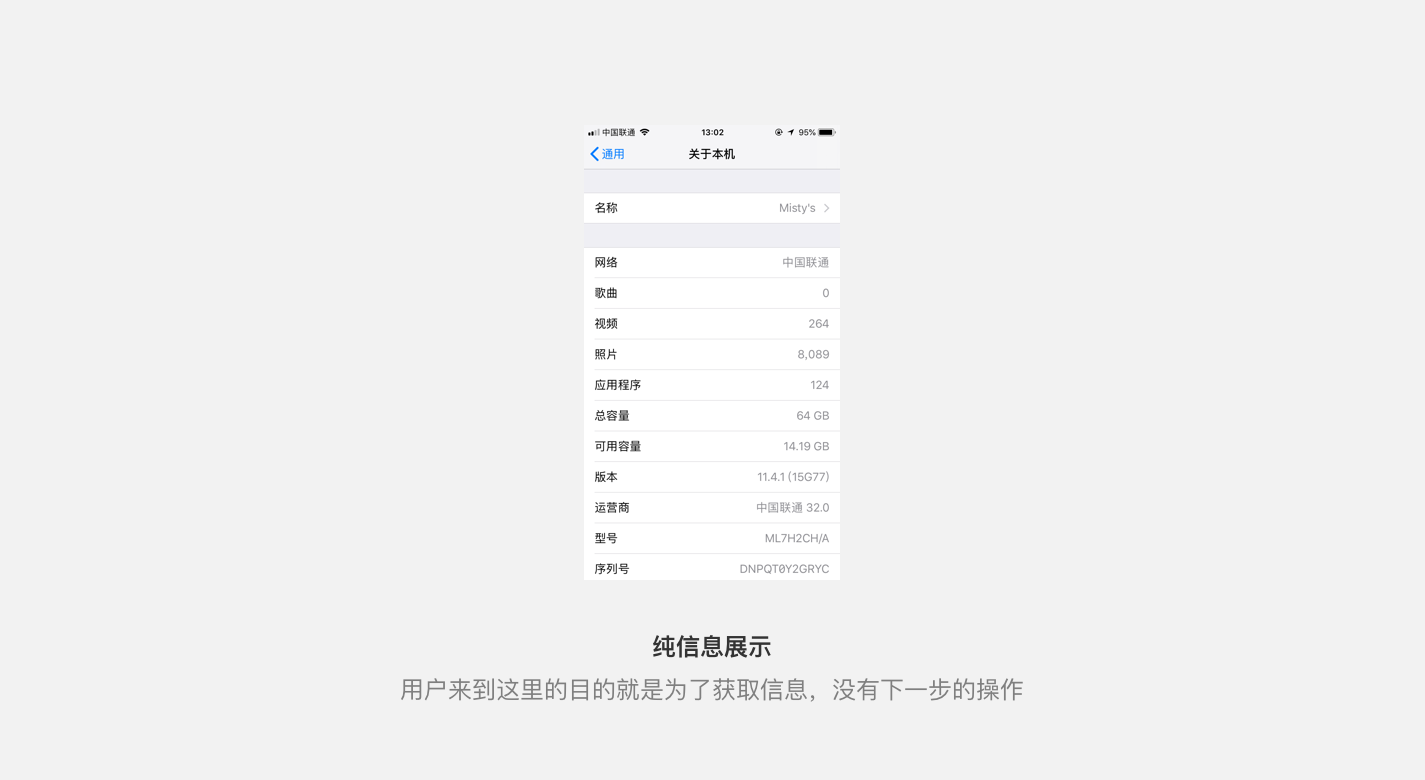 中国联通 13:02 95%
通用 关于本机
名称 Misty's
网络 中国联通
歌曲 0
视频 264
照片 8,089
应用程序 124
总容量 64 GB
可用容量 14.19 GB
版本 11.4.1 (15G77)
运营商 中国联通 32.0
型号 ML7H2CH/A
序列号 DNPQT0Y2GRYC
纯信息展示
用户来到这里的目的就是为了获取信息，没有下一步的操作